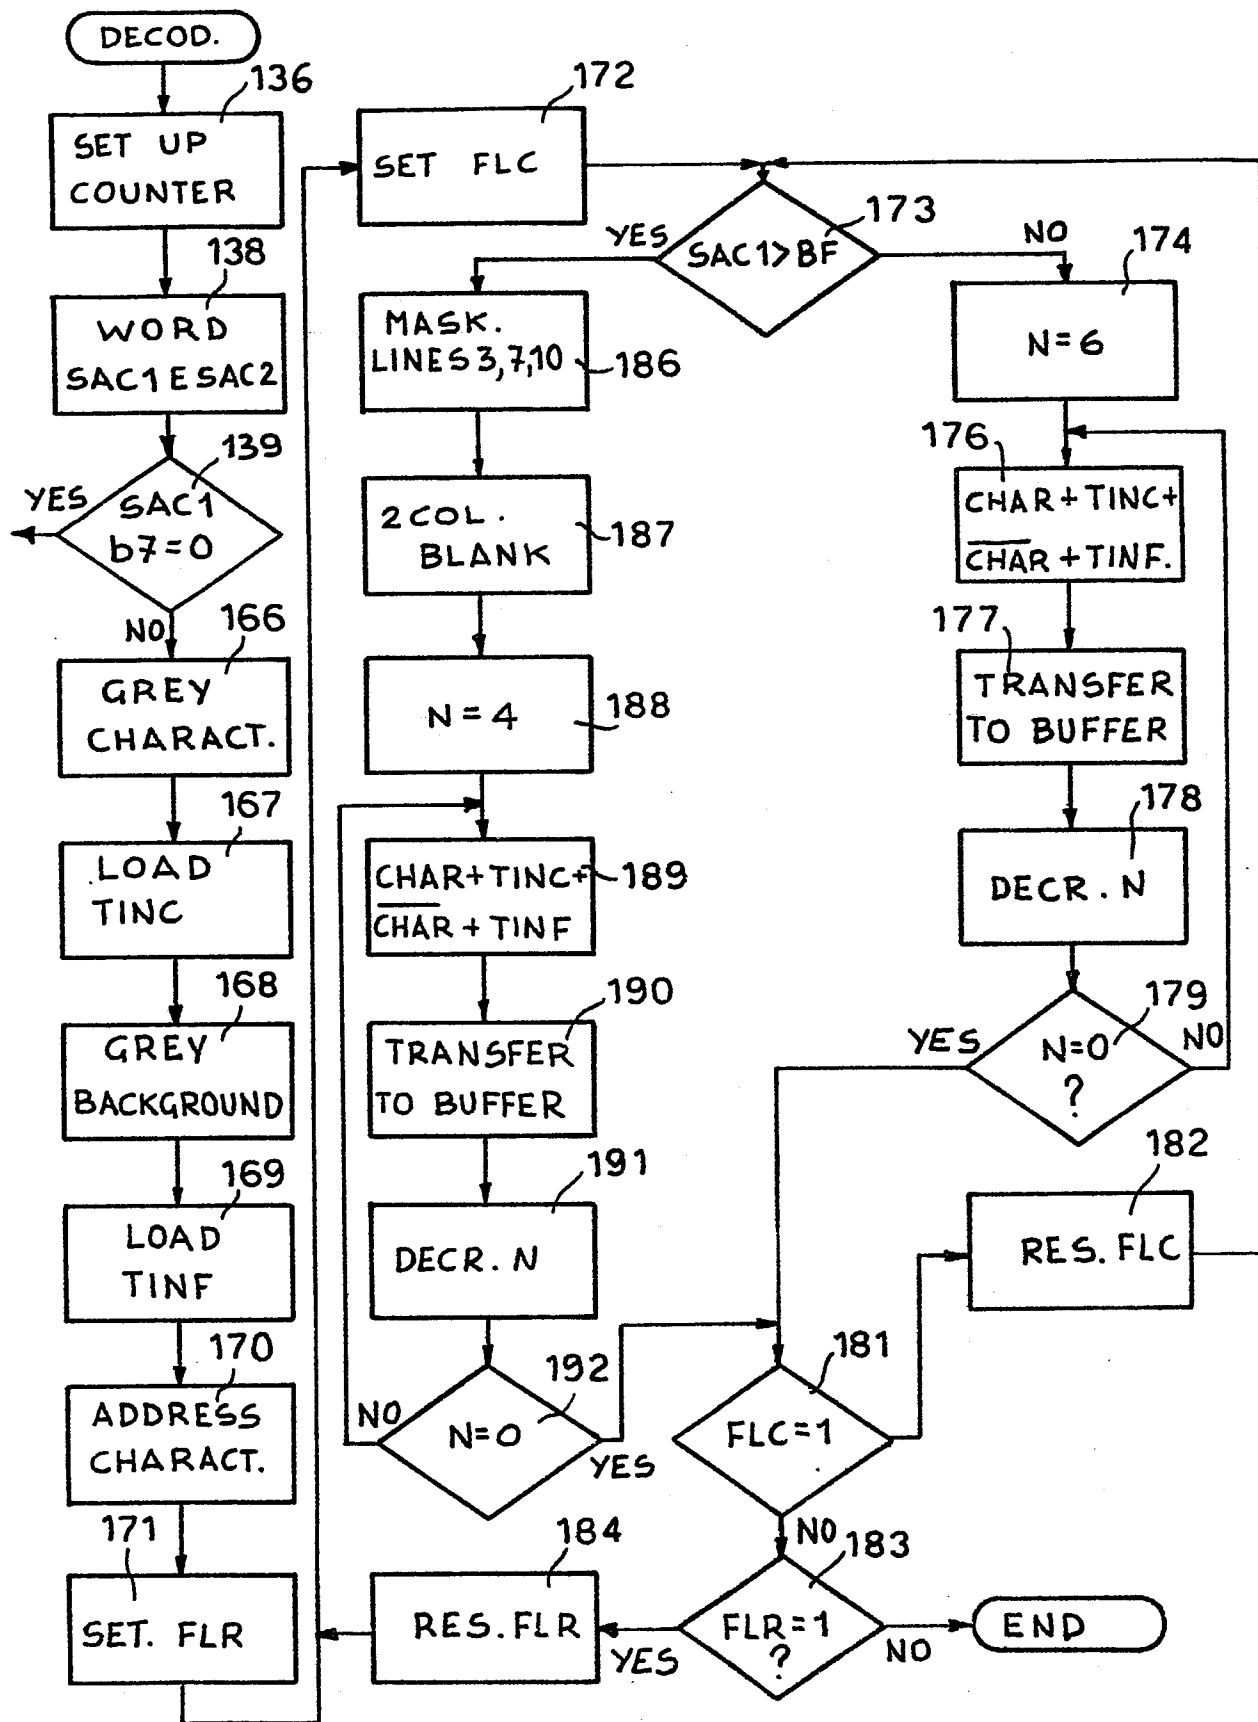 DECOD.
136
SET UP
COUNTER
138
WORD
SAC1 E SAC2
139
YES
SAC1
b7=0
NO
166
GREY
CHARACT.
167
LOAD
TINC
168
GREY
BACKGROUND
169
LOAD
TINF
170
ADDRESS
CHARACT.
171
SET. FLR
172
SET FLC
173
YES
SAC1>BF
NO
MASK.
LINES 3,7,10
186
2 COL.
BLANK
187
N=4
188
CHAR+TINC+
189
C̅H̅A̅R̅+TINF
190
TRANSFER
TO BUFFER
191
DECR. N
192
NO
N=0
YES
174
N=6
176
CHAR+TINC+
C̅H̅A̅R̅+TINF.
177
TRANSFER
TO BUFFER
178
DECR. N
179
YES
N=0
?
NO
182
RES. FLC
181
FLC=1
NO
183
FLR=1
?
YES
NO
184
RES. FLR
END